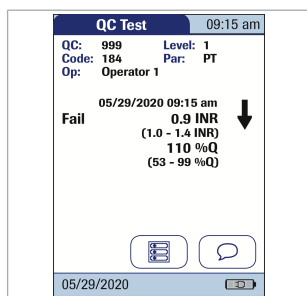 QC Test 09:15 am
QC: 999 Level: 1
Code: 184 Par: PT
Op: Operator 1
05/29/2020 09:15 am
Fail 0.9 INR
(1.0 - 1.4 INR)
110 %Q
(53 - 99 %Q)
05/29/2020